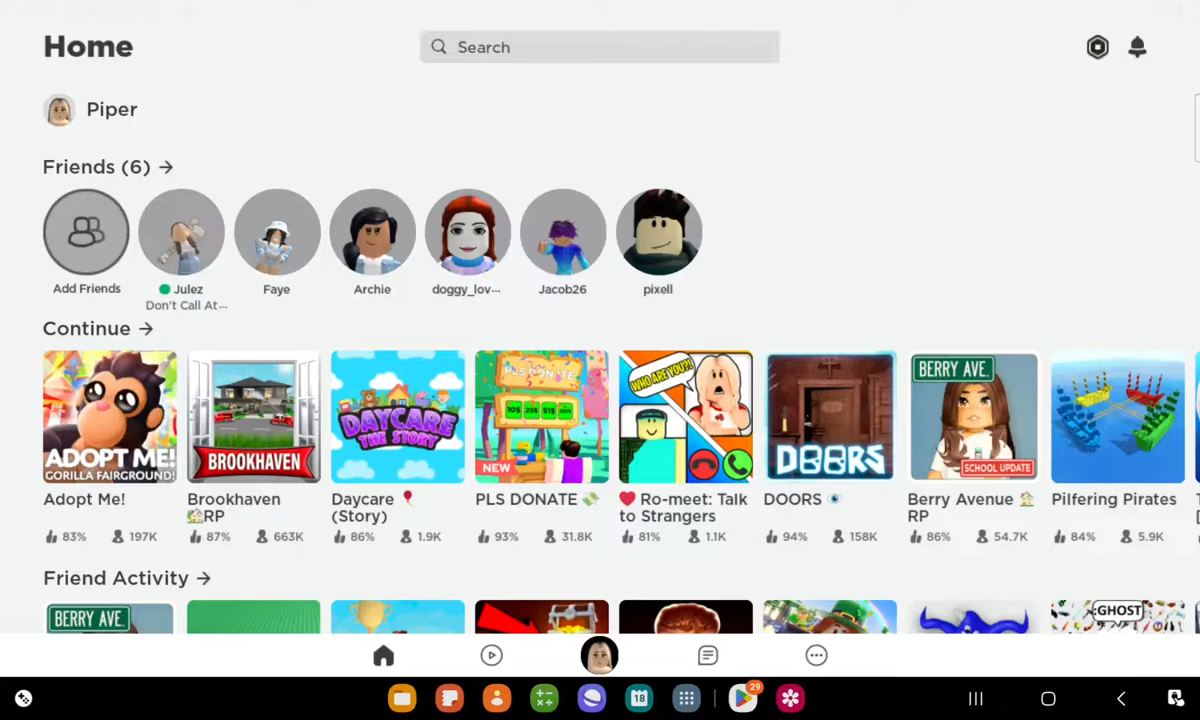 Home
Search
Piper
Friends (6) →
Add Friends
Julez
Don't Call At...
Faye
Archie
doggy_lov...
Jacob26
pixell
Continue →
ADOPT ME!
GORILLA FAIRGROUND!
Adopt Me!
83% 197K
BROOKHAVEN
Brookhaven
🏡RP
87% 663K
DAYCARE
THE STORY
Daycare 🎈
(Story)
86% 1.9K
PLS DONATE
NEW
PLS DONATE 💸
93% 31.8K
WHO ARE YOU?!
❤️ Ro-meet: Talk
to Strangers
81% 1.1K
DOORS
DOORS 👁️
94% 158K
BERRY AVE.
SCHOOL UPDATE
Berry Avenue 🏠
RP
86% 54.7K
Pilfering Pirates
84% 5.9K
Friend Activity →
BERRY AVE.
:GHOST
18
29